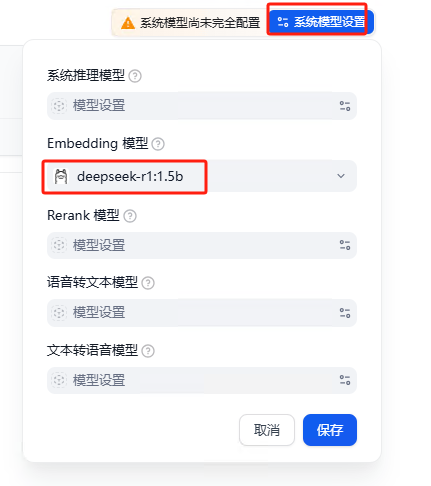 系统模型尚未完全配置
系统模型设置
系统推理模型
模型设置
Embedding 模型
deepseek-r1:1.5b
Rerank 模型
模型设置
语音转文本模型
模型设置
文本转语音模型
模型设置
取消
保存